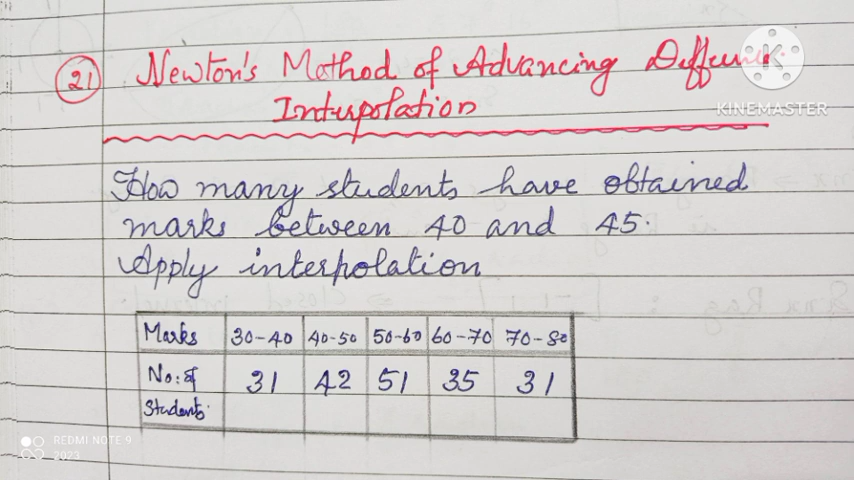 21 Newton's Method of Advancing
Interpolation
KINEMASTER
How many students have obtained
marks between 40 and 45.
Apply interpolation
Marks 30-40 40-50 50-60 60-70 70-80
No: of 31 42 51 35 31
Students.
REDMI NOTE 9
2023